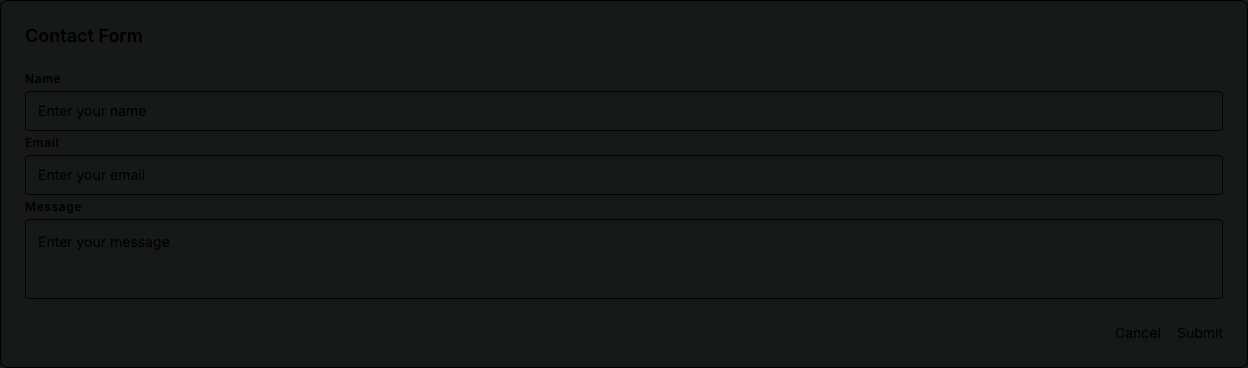 Contact Form
Name
Enter your name
Email
Enter your email
Message
Enter your message
Cancel Submit